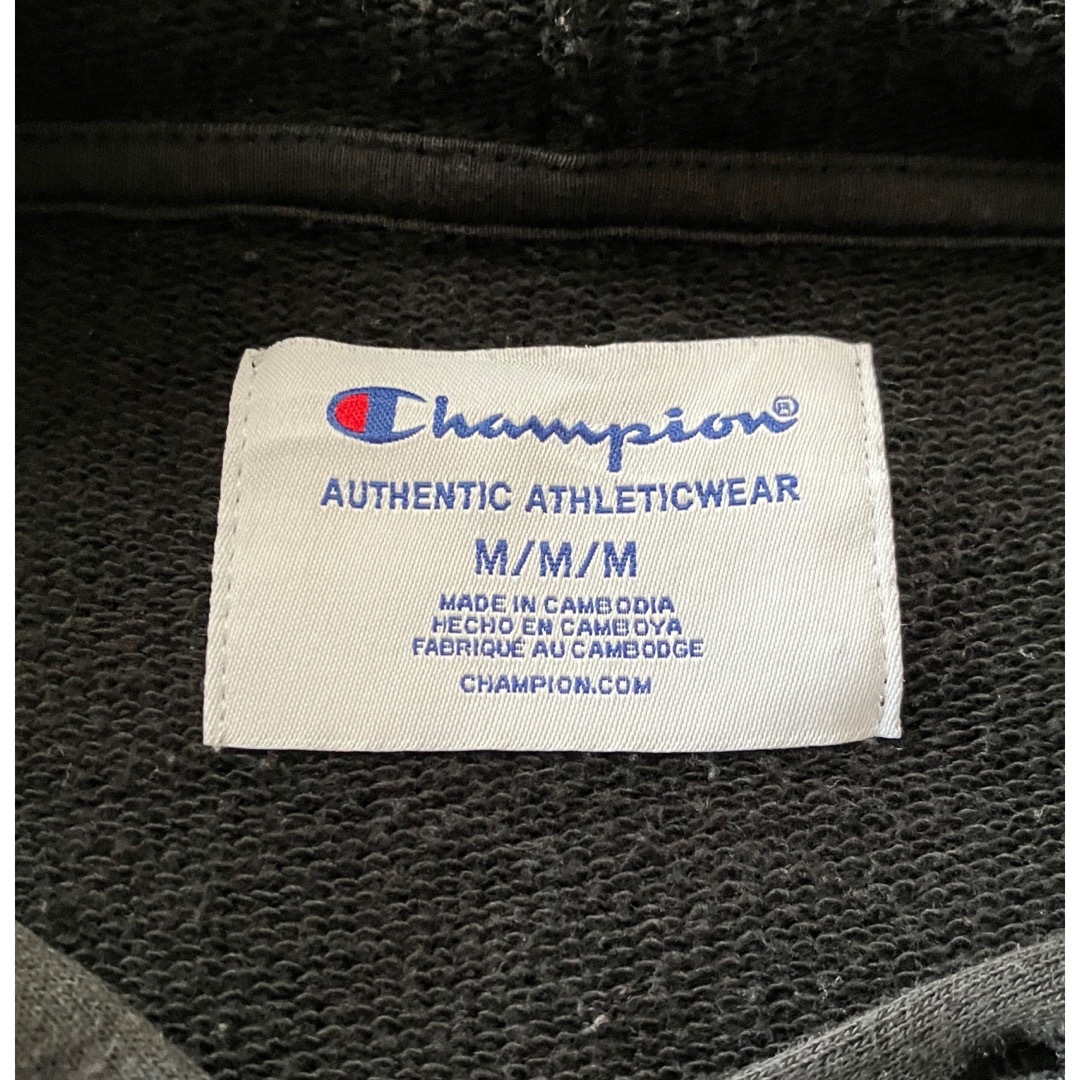 Champion®
AUTHENTIC ATHLETICWEAR
M/M/M
MADE IN CAMBODIA
HECHO EN CAMBOYA
FABRIQUÉ AU CAMBODGE
CHAMPION.COM